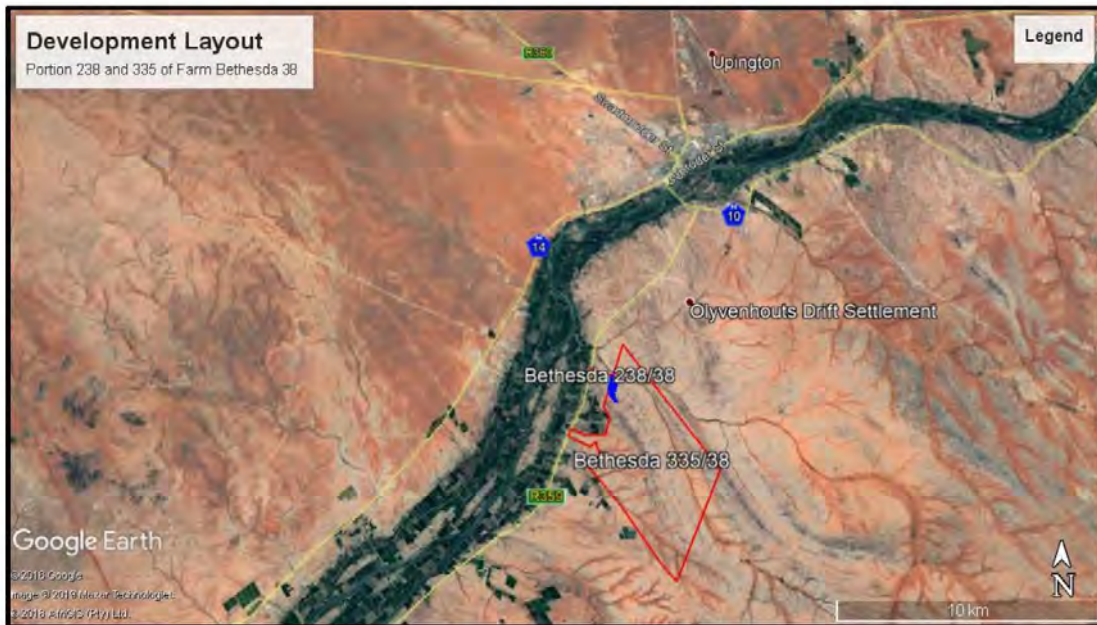 Development Layout
Portion 238 and 335 of Farm Bethesda 38
Legend
R360
Upington
N
14
N
10
Olyvenhouts Drift Settlement
Bethesda 238/38
Bethesda 335/38
R359
Google Earth
©2018 Google
Image © 2019 Maxar Technologies
© 2018 AfriGIS (Pty) Ltd.
N
10 km